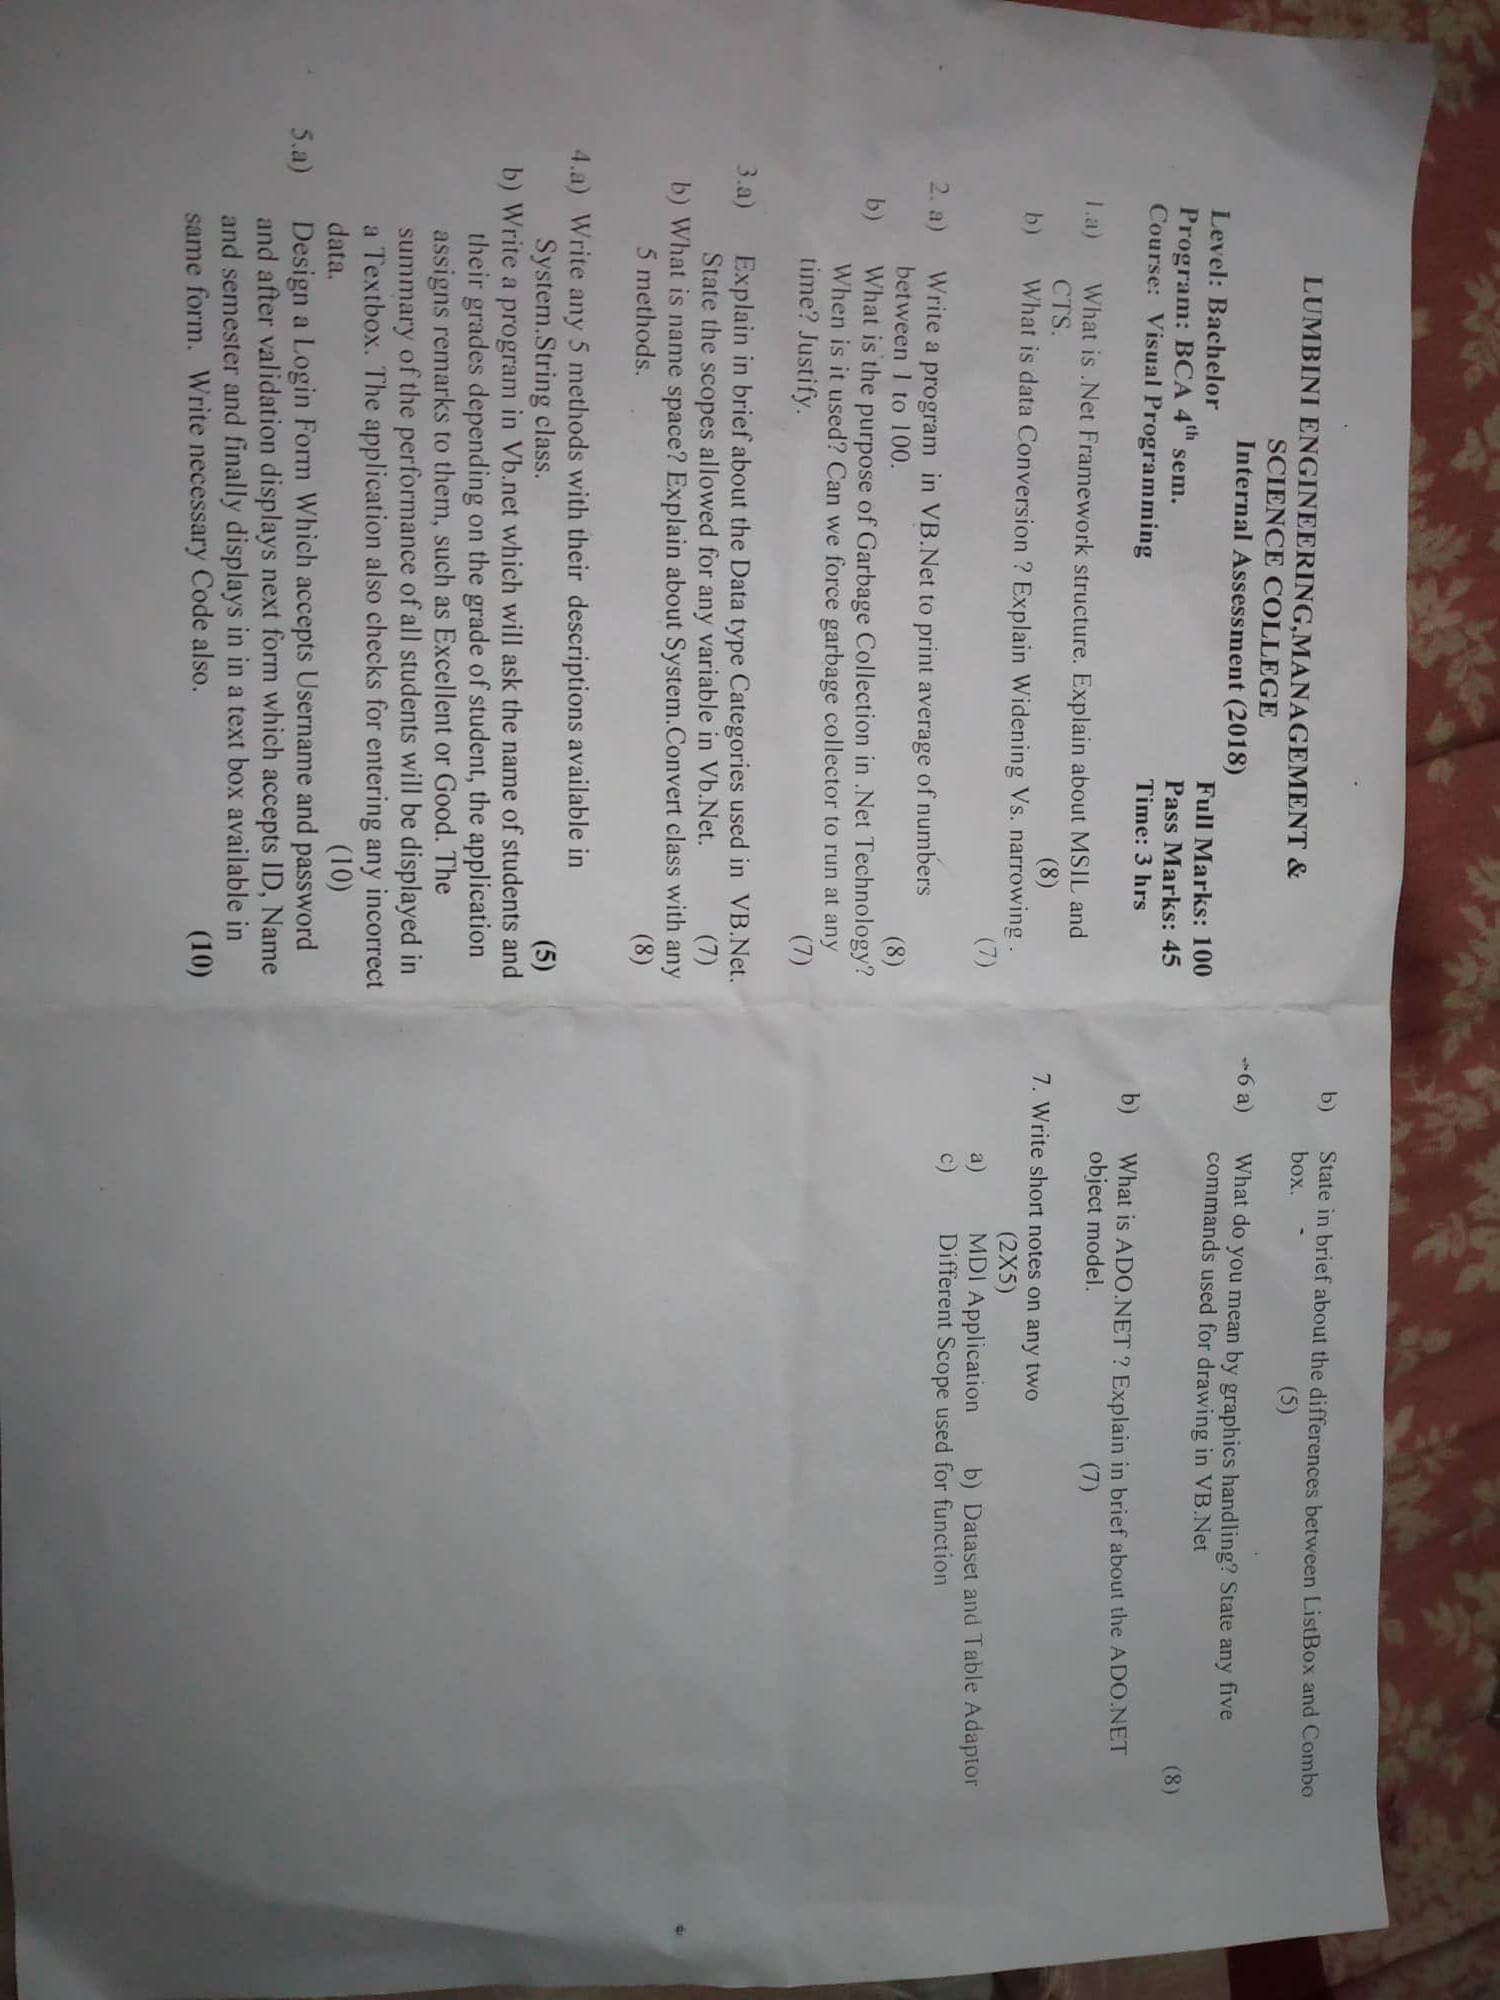 LUMBINI ENGINEERING,MANAGEMENT &
SCIENCE COLLEGE
Internal Assessment (2018)
Level: Bachelor
Full Marks: 100
Program: BCA 4th sem.
Pass Marks: 45
Course: Visual Programming
Time: 3 hrs
1.a) What is .Net Framework structure. Explain about MSIL and
CTS. (8)
b) What is data Conversion ? Explain Widening Vs. narrowing .
(7)
2. a) Write a program in VB.Net to print average of numbers
between 1 to 100. (8)
b) What is the purpose of Garbage Collection in .Net Technology?
When is it used? Can we force garbage collector to run at any
time? Justify. (7)
3.a) Explain in brief about the Data type Categories used in VB.Net.
State the scopes allowed for any variable in Vb.Net. (7)
b) What is name space? Explain about System.Convert class with any
5 methods. (8)
4.a) Write any 5 methods with their descriptions available in
System.String class. (5)
b) Write a program in Vb.net which will ask the name of students and
their grades depending on the grade of student, the application
assigns remarks to them, such as Excellent or Good. The
summary of the performance of all students will be displayed in
a Textbox. The application also checks for entering any incorrect
data. (10)
5.a) Design a Login Form Which accepts Username and password
and after validation displays next form which accepts ID, Name
and semester and finally displays in in a text box available in
same form. Write necessary Code also. (10)
b) State in brief about the differences between ListBox and Combo
box. (5)
6 a) What do you mean by graphics handling? State any five
commands used for drawing in VB.Net
(8)
b) What is ADO.NET ? Explain in brief about the ADO.NET
object model. (7)
7. Write short notes on any two
(2X5)
a) MDI Application b) Dataset and Table Adaptor
c) Different Scope used for function